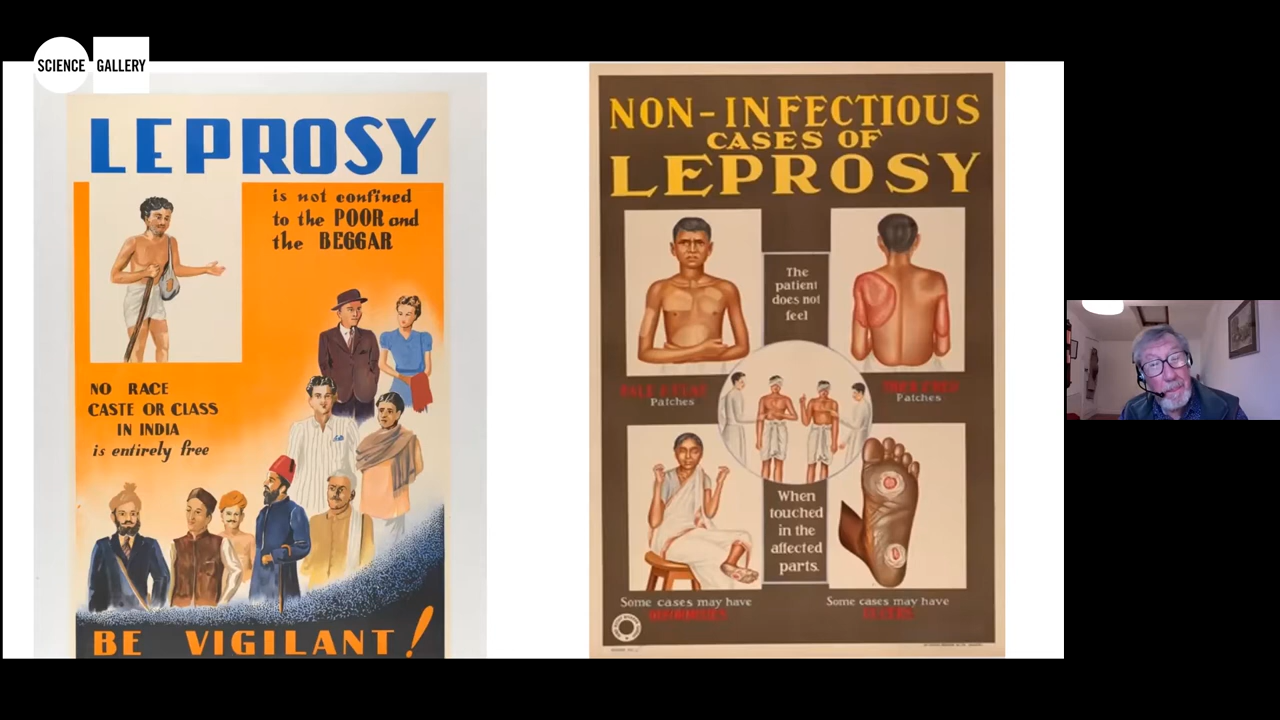 SCIENCE GALLERY
LEPROSY
is not confined
to the POOR and
the BEGGAR
NO RACE
CASTE OR CLASS
IN INDIA
is entirely free
BE VIGILANT!
NON-INFECTIOUS
CASES OF
LEPROSY
The
patient
does not
feel
Patches
Patches
When
touched
in the
affected
parts.
Some cases may have
Some cases may have